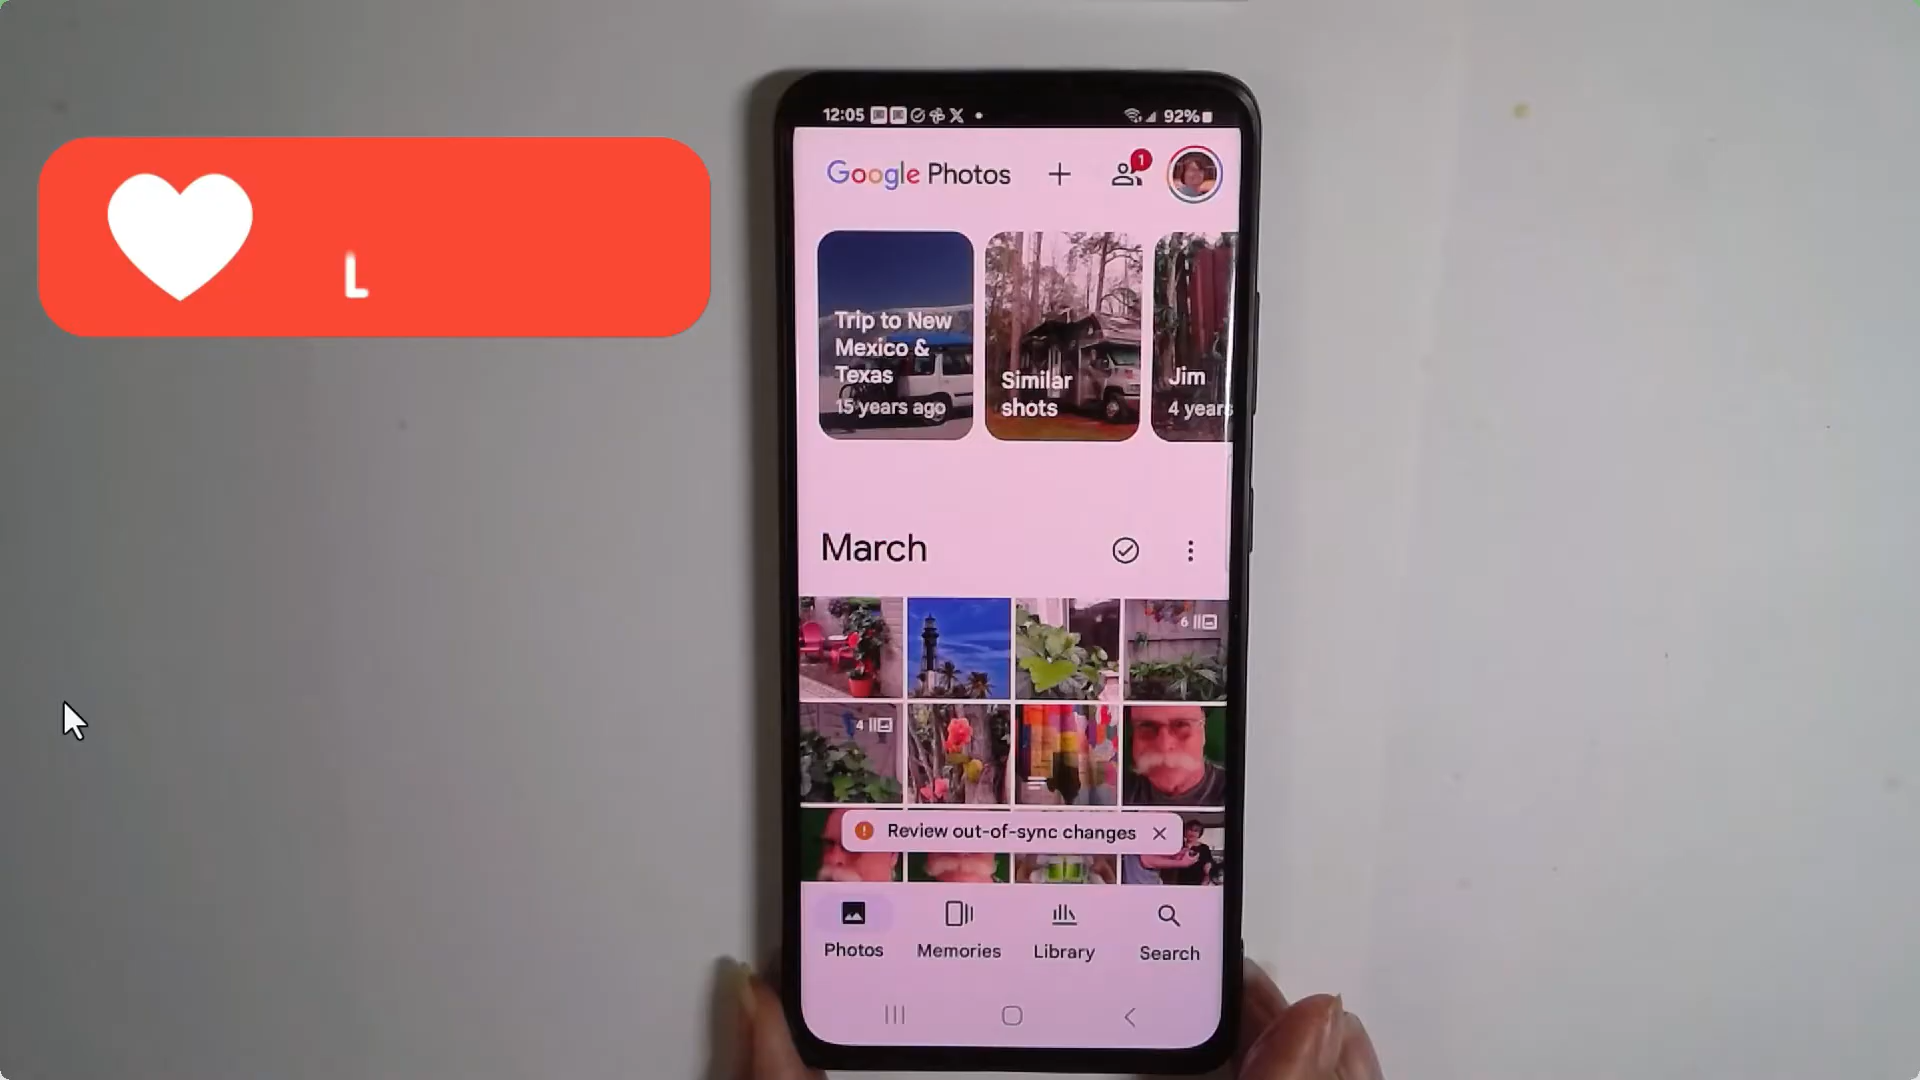 12:05
92%
Google Photos
1
L
Trip to New
Mexico &
Texas
15 years ago
Similar
shots
Jim
4 years
March
6
4
Review out-of-sync changes
Photos
Memories
Library
Search